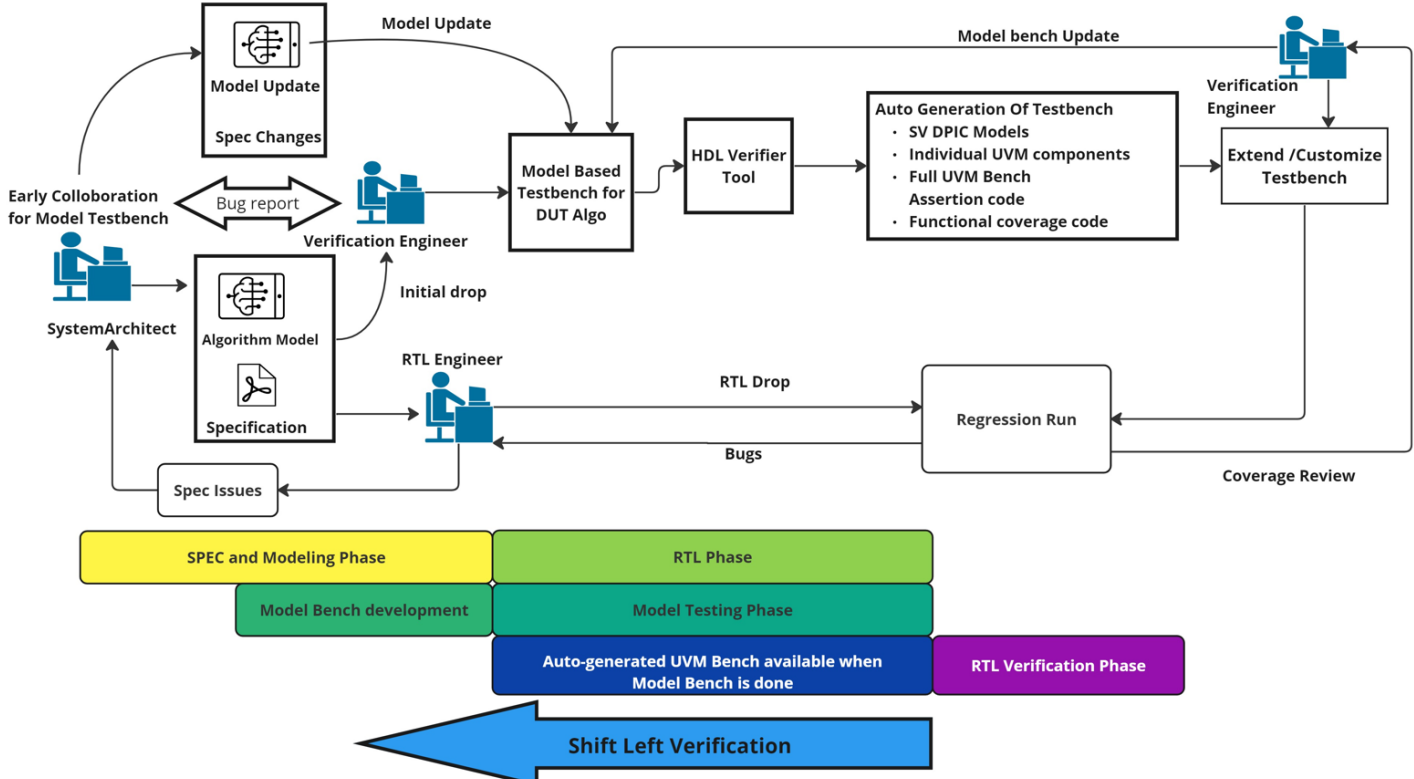 Model Update
Model bench Update
Model Update
Spec Changes
Verification
Engineer
Auto Generation Of Testbench
· SV DPIC Models
· Individual UVM components
· Full UVM Bench
Assertion code
· Functional coverage code
Extend /Customize
Testbench
HDL Verifier
Tool
Model Based
Testbench for
DUT Algo
Early Colloboration
for Model Testbench
Bug report
Verification Engineer
SystemArchitect
Initial drop
Algorithm Model
Specification
RTL Engineer
RTL Drop
Regression Run
Bugs
Coverage Review
Spec Issues
SPEC and Modeling Phase
RTL Phase
Model Bench development
Model Testing Phase
Auto-generated UVM Bench available when
Model Bench is done
RTL Verification Phase
Shift Left Verification